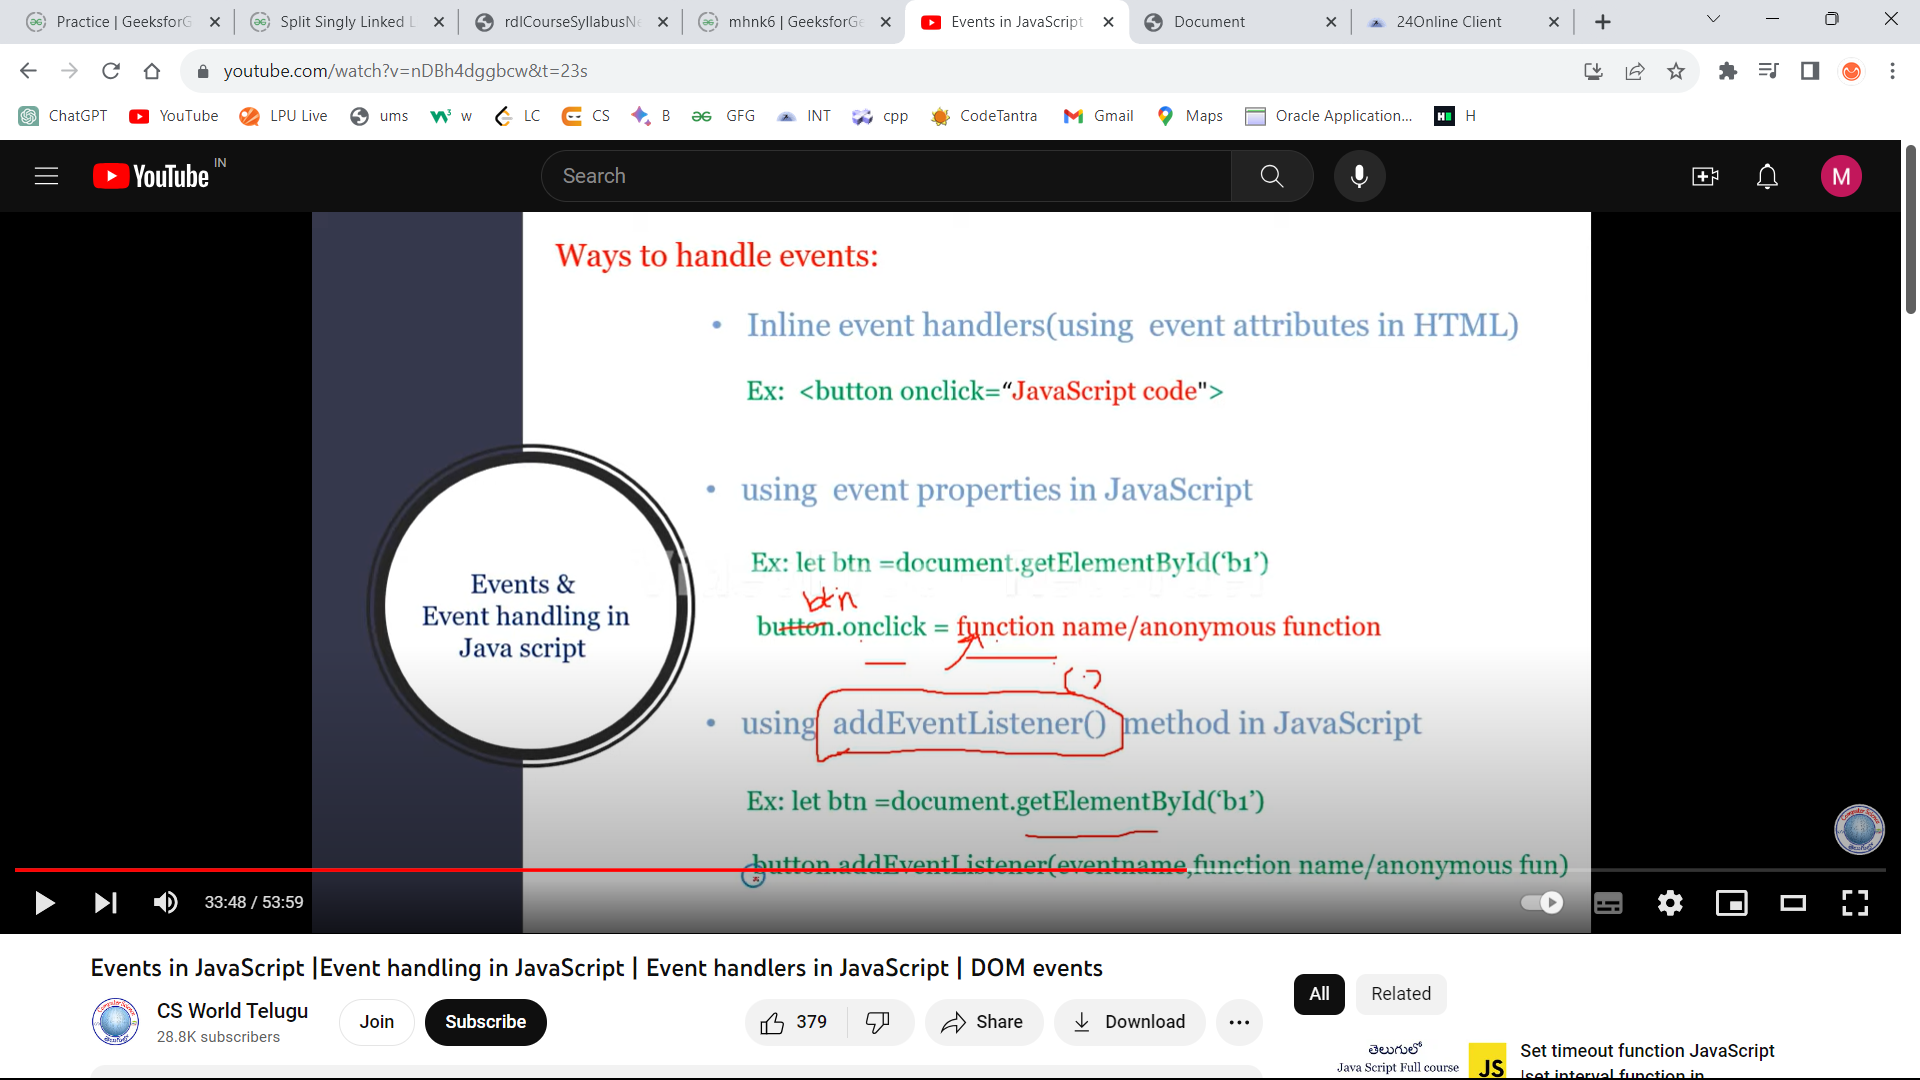 Practice | GeeksforG
Split Singly Linked L
rdlCourseSyllabusNe
mhnk6 | GeeksforGe
Events in JavaScript
Document
24Online Client
youtube.com/watch?v=nDBh4dggbcw&t=23s
ChatGPT
YouTube
LPU Live
ums
w
LC
CS
B
GFG
INT
cpp
CodeTantra
Gmail
Maps
Oracle Application...
H
YouTube IN
Search
M
Ways to handle events:
• Inline event handlers(using event attributes in HTML)
Ex: <button onclick=“JavaScript code">
• using event properties in JavaScript
Ex: let btn =document.getElementById(‘b1’)
btn
button.onclick = function name/anonymous function
Events &
Event handling in
Java script
• using addEventListener() method in JavaScript
Ex: let btn =document.getElementById(‘b1’)
button.addEventListener(eventname,function name/anonymous fun)
33:48 / 53:59
Events in JavaScript |Event handling in JavaScript | Event handlers in JavaScript | DOM events
CS World Telugu
28.8K subscribers
Join
Subscribe
379
Share
Download
All
Related
తెలుగులో
Java Script Full course
JS
Set timeout function JavaScript
|set interval function in